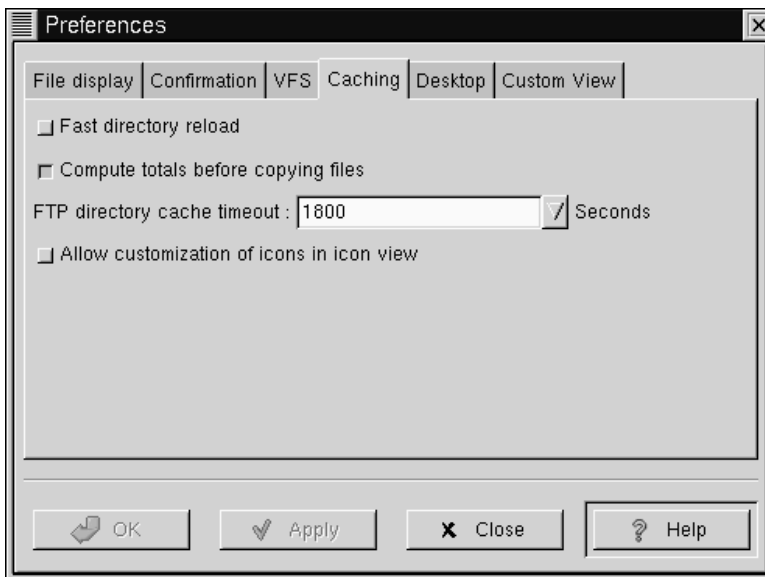 Preferences
File display Confirmation VFS Caching Desktop Custom View
Fast directory reload
Compute totals before copying files
FTP directory cache timeout : 1800 Seconds
Allow customization of icons in icon view
OK Apply Close Help